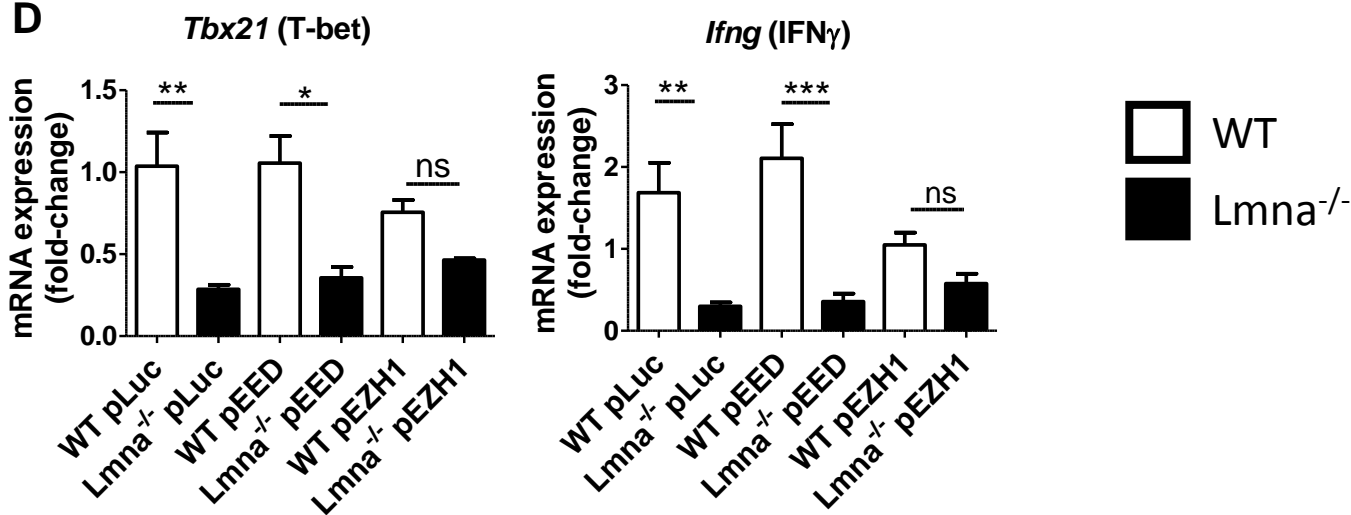 D
Tbx21 (T-bet)
mRNA expression
(fold-change)
1.5
1.0
0.5
0.0
**
*
ns
WT pLuc
Lmna-/- pLuc
WT pEED
Lmna-/- pEED
WT pEZH1
Lmna-/- pEZH1
Ifng (IFNγ)
mRNA expression
(fold-change)
3
2
1
0
**
***
ns
WT pLuc
Lmna-/- pLuc
WT pEED
Lmna-/- pEED
WT pEZH1
Lmna-/- pEZH1
WT
Lmna-/-